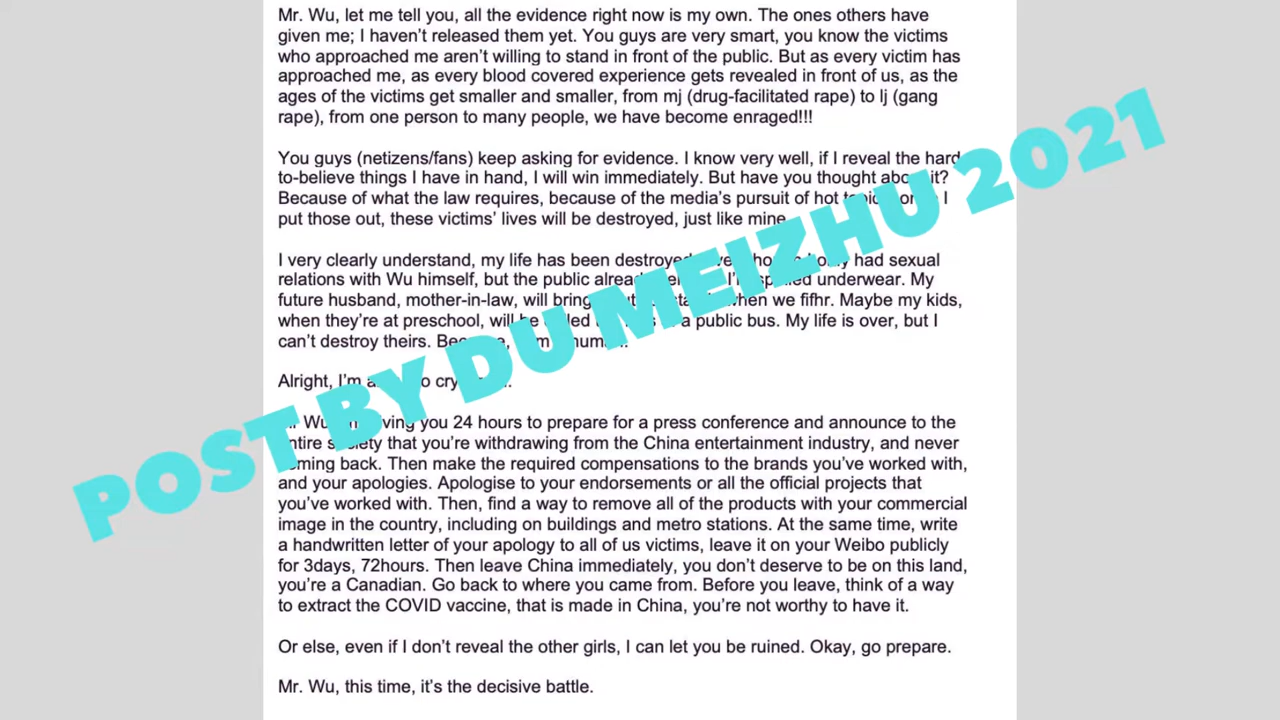 Mr. Wu, let me tell you, all the evidence right now is my own. The ones others have
given me; I haven't released them yet. You guys are very smart, you know the victims
who approached me aren't willing to stand in front of the public. But as every victim has
approached me, as every blood covered experience gets revealed in front of us, as the
ages of the victims get smaller and smaller, from mj (drug-facilitated rape) to lj (gang
rape), from one person to many people, we have become enraged!!!
You guys (netizens/fans) keep asking for evidence. I know very well, if I reveal the hard-
to-believe things I have in hand, I will win immediately. But have you thought about it?
Because of what the law requires, because of the media's pursuit of hot I
put those out, these victims' lives will be destroyed, just like mine
I very clearly understand, my life has been destroyed had sexual
relations with Wu himself, but the public underwear. My
future husband, mother-in-law, will bring when we fifhr. Maybe my kids,
when they're at preschool, will be a public bus. My life is over, but I
can't destroy theirs.
Alright, I'm cry
Wu you 24 hours to prepare for a press conference and announce to the
entire society that you're withdrawing from the China entertainment industry, and never
coming back. Then make the required compensations to the brands you've worked with,
and your apologies. Apologise to your endorsements or all the official projects that
you've worked with. Then, find a way to remove all of the products with your commercial
image in the country, including on buildings and metro stations. At the same time, write
a handwritten letter of your apology to all of us victims, leave it on your Weibo publicly
for 3days, 72hours. Then leave China immediately, you don't deserve to be on this land,
you're a Canadian. Go back to where you came from. Before you leave, think of a way
to extract the COVID vaccine, that is made in China, you're not worthy to have it.
Or else, even if I don't reveal the other girls, I can let you be ruined. Okay, go prepare.
Mr. Wu, this time, it's the decisive battle.
POST BY DU MEIZHU 2021